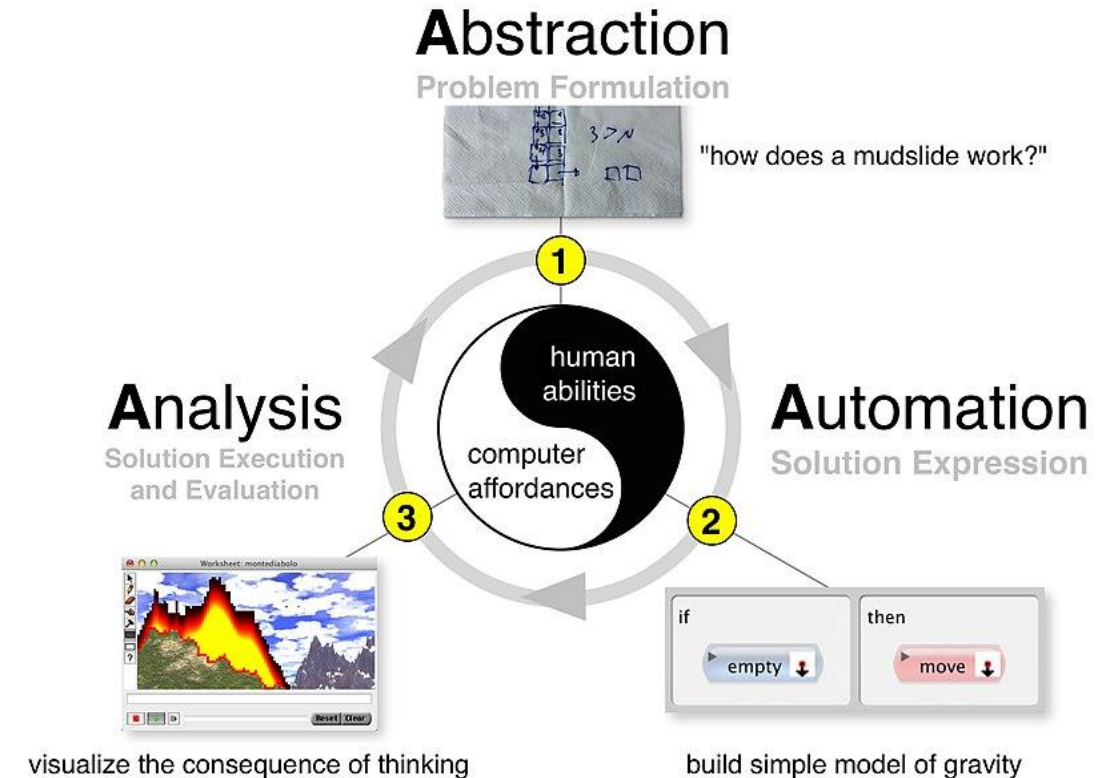 Abstraction
Problem Formulation
3 > N
"how does a mudslide work?"
1
human
abilities
computer
affordances
Automation
Solution Expression
2
if
empty
then
move
build simple model of gravity
Analysis
Solution Execution
and Evaluation
3
Worksheet: montediabolo
?
Reset Clear
visualize the consequence of thinking